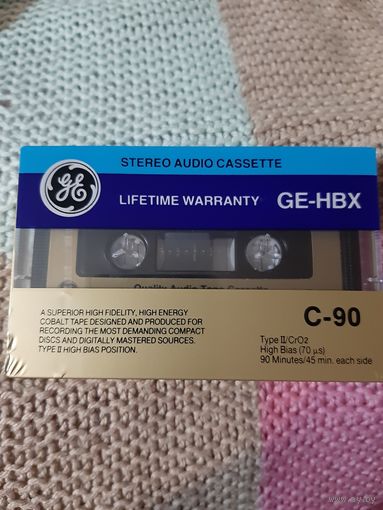 STEREO AUDIO CASSETTE
GE
LIFETIME WARRANTY GE-HBX
Quality Audio Tape Cassette
A SUPERIOR HIGH FIDELITY, HIGH ENERGY
COBALT TAPE DESIGNED AND PRODUCED FOR
RECORDING THE MOST DEMANDING COMPACT
DISCS AND DIGITALLY MASTERED SOURCES.
TYPE II HIGH BIAS POSITION.
C-90
Type II/CrO2
High Bias (70 µs)
90 Minutes/45 min. each side